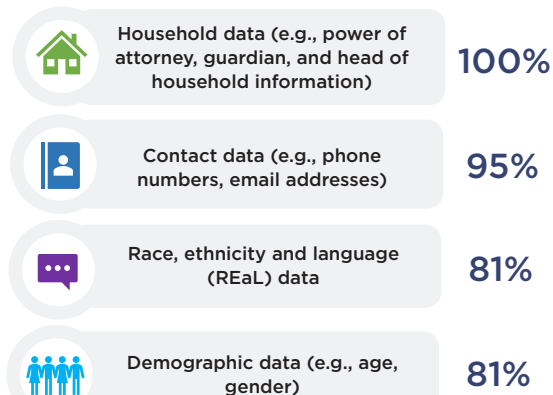 Household data (e.g., power of
attorney, guardian, and head of
household information)
100%
Contact data (e.g., phone
numbers, email addresses)
95%
Race, ethnicity and language
(REaL) data
81%
Demographic data (e.g., age,
gender)
81%